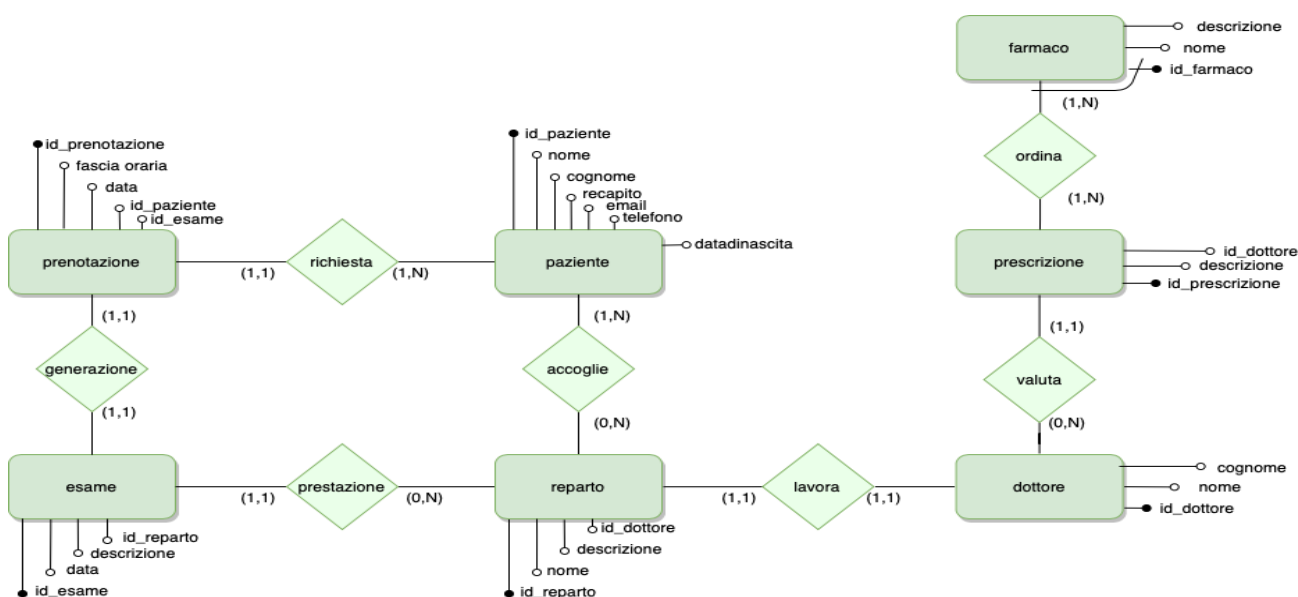 descrizione
farmaco
nome
id_farmaco
(1,N)
id_paziente
id_prenotazione
nome
ordina
fascia oraria
cognome
data
recapito
(1,N)
id_paziente
email
id_esame
telefono
datadinascita
id_dottore
prenotazione
richiesta
paziente
prescrizione
descrizione
(1,1)
(1,N)
id_prescrizione
(1,1)
(1,N)
(1,1)
generazione
accoglie
valuta
(1,1)
(0,N)
(0,N)
cognome
esame
prestazione
reparto
lavora
dottore
nome
(1,1)
(0,N)
(1,1)
(1,1)
id_dottore
id_dottore
id_reparto
descrizione
descrizione
data
nome
id_esame
id_reparto